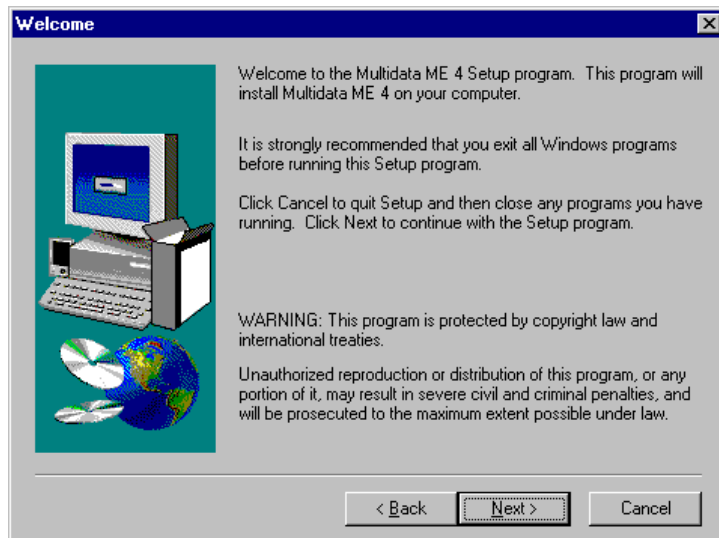 Welcome
Welcome to the Multidata ME 4 Setup program. This program will
install Multidata ME 4 on your computer.
It is strongly recommended that you exit all Windows programs
before running this Setup program.
Click Cancel to quit Setup and then close any programs you have
running. Click Next to continue with the Setup program.
WARNING: This program is protected by copyright law and
international treaties.
Unauthorized reproduction or distribution of this program, or any
portion of it, may result in severe civil and criminal penalties, and
will be prosecuted to the maximum extent possible under law.
< Back
Next >
Cancel